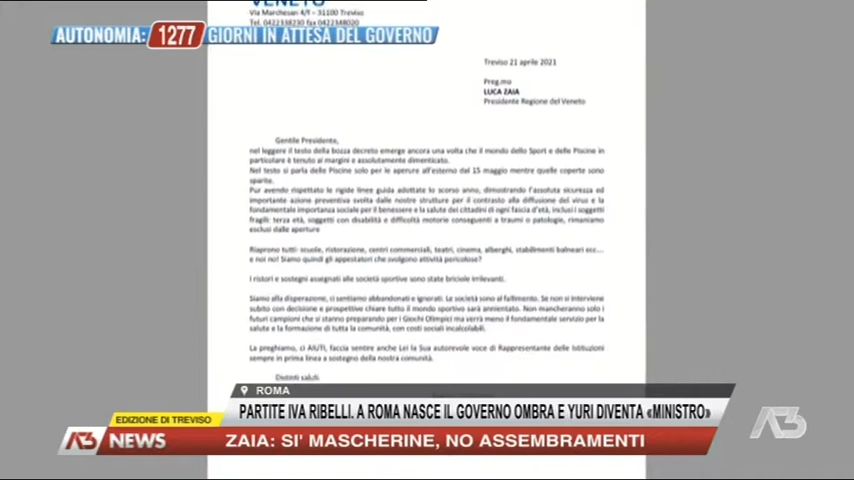 VENETO
Via Marchesan 4/F – 31100 Treviso
Tel. 0422338230 fax 0422348020
AUTONOMIA: 1277 GIORNI IN ATTESA DEL GOVERNO
Treviso 21 aprile 2021
Preg.mo
LUCA ZAIA
Presidente Regione del Veneto
Gentile Presidente,
nel leggere il testo della bozza decreto emerge ancora una volta che il mondo dello Sport e delle Piscine in
particolare è tenuto ai margini e assolutamente dimenticato.
Nel testo si parla delle Piscine solo per le aperure all'esterno dal 15 maggio mentre quelle coperte sono
sparite.
Pur avendo rispettato le rigide linee guida adottate lo scorso anno, dimostrando l'assoluta sicurezza ed
importante azione preventiva svolta dalle nostre strutture per il contrasto alla diffusione del virus e la
fondamentale importanza sociale per il benessere e la salute dei cittadini di ogni fascia d'età, inclusi i soggetti
fragili: terza età, soggetti con disabilità e difficoltà motorie conseguenti a traumi o patologie, rimaniamo
esclusi dalle aperture
Riaprono tutti- scuole, ristorazione, centri commerciali, teatri, cinema, alberghi, stabilimenti balneari ecc....
e noi no! Siamo quindi gli appestatori che svolgono attività pericolose?
I ristori e sostegni assegnati alle società sportive sono state briciole irrilevanti.
Siamo alla disperazione, ci sentiamo abbandonati e ignorati. Le società sono al fallimento. Se non si interviene
subito con decisione e prospettive chiare tutto il mondo sportivo sarà annientato. Non mancheranno solo i
futuri campioni che si stanno preparando per i Giochi Olimpici ma verrà meno il fondamentale servizio per la
salute e la formazione di tutta la comunità, con costi sociali incalcolabili.
La preghiamo, ci AIUTI, faccia sentire anche Lei la Sua autorevole voce di Rappresentante delle Istituzioni
sempre in prima linea a sostegno della nostra comunità.
Distinti saluti
ROMA
PARTITE IVA RIBELLI. A ROMA NASCE IL GOVERNO OMBRA E YURI DIVENTA «MINISTRO»
EDIZIONE DI TREVISO
A3 NEWS
ZAIA: SI' MASCHERINE, NO ASSEMBRAMENTI
A3